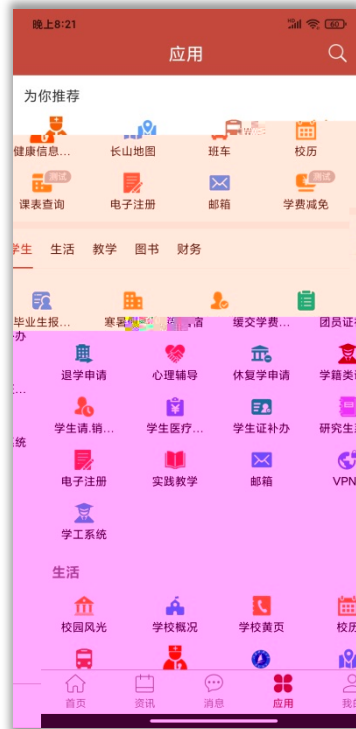 晚上8:21
60
应用
为你推荐
健康信息... 长山地图 班车 校历
测试 测试
课表查询 电子注册 邮箱 学费减免
学生 生活 教学 图书 财务
毕业生报... 寒暑假 宿 缓交学费... 团员证
办
退学申请 心理辅导 休复学申请 学籍类
...
学生请.销... 学生医疗... 学生证补办 研究生
统
电子注册 实践教学 邮箱 VPN
学工系统
生活
校园风光 学校概况 学校黄页 校历
首页 资讯 消息 应用 我的